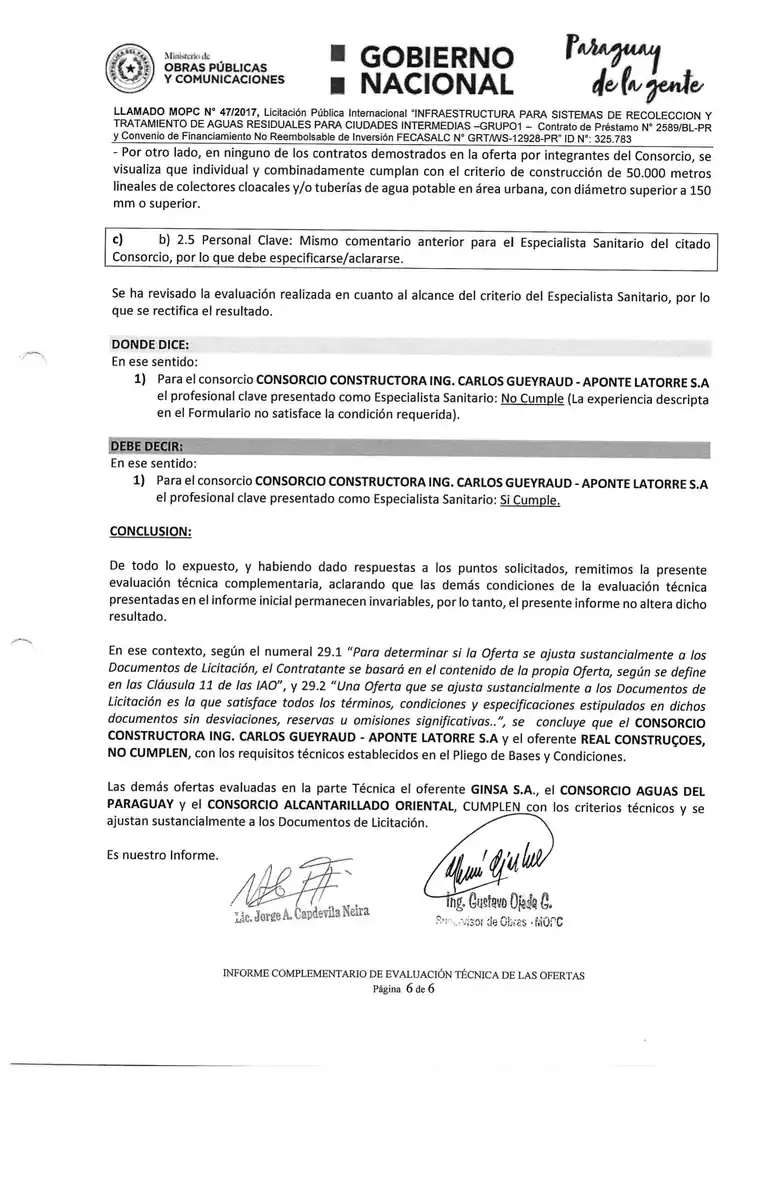 Ministerio de
OBRAS PÚBLICAS
Y COMUNICACIONES
GOBIERNO
NACIONAL
Paraguay
de la gente
LLAMADO MOPC N° 47/2017, Licitación Pública Internacional "INFRAESTRUCTURA PARA SISTEMAS DE RECOLECCION Y
TRATAMIENTO DE AGUAS RESIDUALES PARA CIUDADES INTERMEDIAS –GRUPO1 – Contrato de Préstamo N° 2589/BL-PR
y Convenio de Financiamiento No Reembolsable de Inversión FECASALC N° GRT/WS-12928-PR" ID N°: 325.783
- Por otro lado, en ninguno de los contratos demostrados en la oferta por integrantes del Consorcio, se
visualiza que individual y combinadamente cumplan con el criterio de construcción de 50.000 metros
lineales de colectores cloacales y/o tuberías de agua potable en área urbana, con diámetro superior a 150
mm o superior.
c) b) 2.5 Personal Clave: Mismo comentario anterior para el Especialista Sanitario del citado
Consorcio, por lo que debe especificarse/aclararse.
Se ha revisado la evaluación realizada en cuanto al alcance del criterio del Especialista Sanitario, por lo
que se rectifica el resultado.
DONDE DICE:
En ese sentido:
1) Para el consorcio CONSORCIO CONSTRUCTORA ING. CARLOS GUEYRAUD - APONTE LATORRE S.A
el profesional clave presentado como Especialista Sanitario: No Cumple (La experiencia descripta
en el Formulario no satisface la condición requerida).
DEBE DECIR:
En ese sentido:
1) Para el consorcio CONSORCIO CONSTRUCTORA ING. CARLOS GUEYRAUD - APONTE LATORRE S.A
el profesional clave presentado como Especialista Sanitario: Si Cumple.
CONCLUSION:
De todo lo expuesto, y habiendo dado respuestas a los puntos solicitados, remitimos la presente
evaluación técnica complementaria, aclarando que las demás condiciones de la evaluación técnica
presentadas en el informe inicial permanecen invariables, por lo tanto, el presente informe no altera dicho
resultado.
En ese contexto, según el numeral 29.1 "Para determinar si la Oferta se ajusta sustancialmente a los
Documentos de Licitación, el Contratante se basará en el contenido de la propia Oferta, según se define
en las Cláusula 11 de las IAO", y 29.2 "Una Oferta que se ajusta sustancialmente a los Documentos de
Licitación es la que satisface todos los términos, condiciones y especificaciones estipulados en dichos
documentos sin desviaciones, reservas u omisiones significativas..", se concluye que el CONSORCIO
CONSTRUCTORA ING. CARLOS GUEYRAUD - APONTE LATORRE S.A y el oferente REAL CONSTRUÇOES,
NO CUMPLEN, con los requisitos técnicos establecidos en el Pliego de Bases y Condiciones.
Las demás ofertas evaluadas en la parte Técnica el oferente GINSA S.A., el CONSORCIO AGUAS DEL
PARAGUAY y el CONSORCIO ALCANTARILLADO ORIENTAL, CUMPLEN con los criterios técnicos y se
ajustan sustancialmente a los Documentos de Licitación.
Es nuestro Informe.
Lic. Jorge A. Capdevila Neira
Ing. Gustavo Ojeda G.
Supervisor de Obras - MOPC
INFORME COMPLEMENTARIO DE EVALUACIÓN TÉCNICA DE LAS OFERTAS
Página 6 de 6